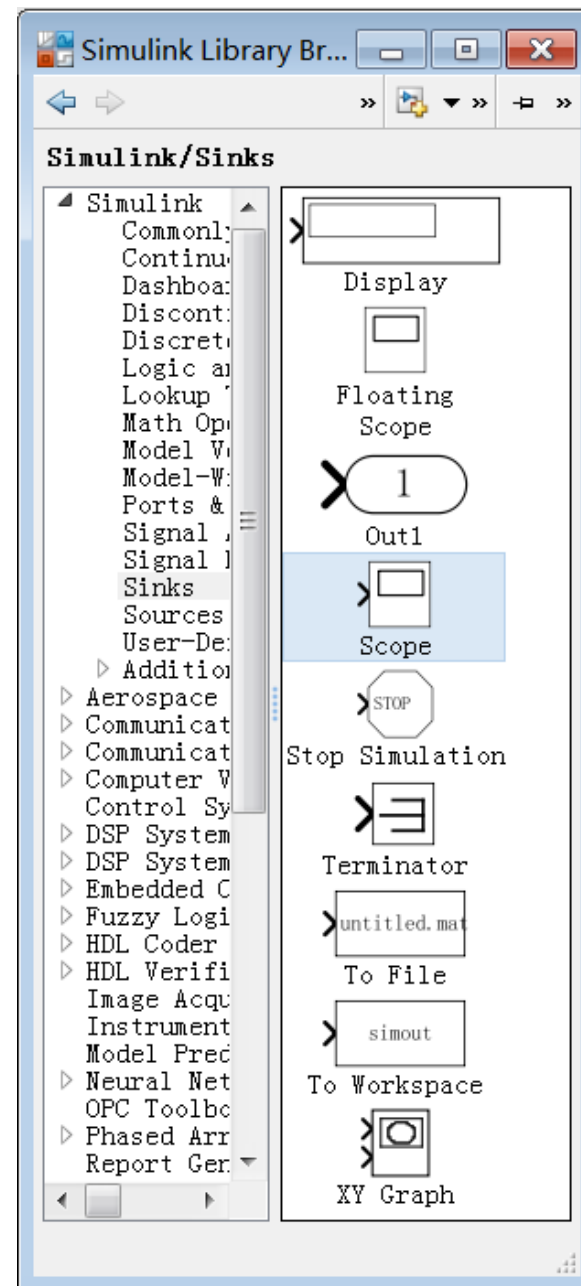 Simulink Library Br...
Simulink/Sinks
Simulink
Commonl
Continu
Dashboa
Discont
Discret
Logic a
Lookup
Math Op
Model V
Model-W
Ports &
Signal
Signal
Sinks
Sources
User-De
Additio
Aerospace
Communicat
Communicat
Computer V
Control Sy
DSP System
DSP System
Embedded C
Fuzzy Logi
HDL Coder
HDL Verifi
Image Acqu
Instrument
Model Pred
Neural Net
OPC Toolbo
Phased Arr
Report Gen
Display
Floating
Scope
1
Out1
Scope
STOP
Stop Simulation
Terminator
untitled.mat
To File
simout
To Workspace
XY Graph